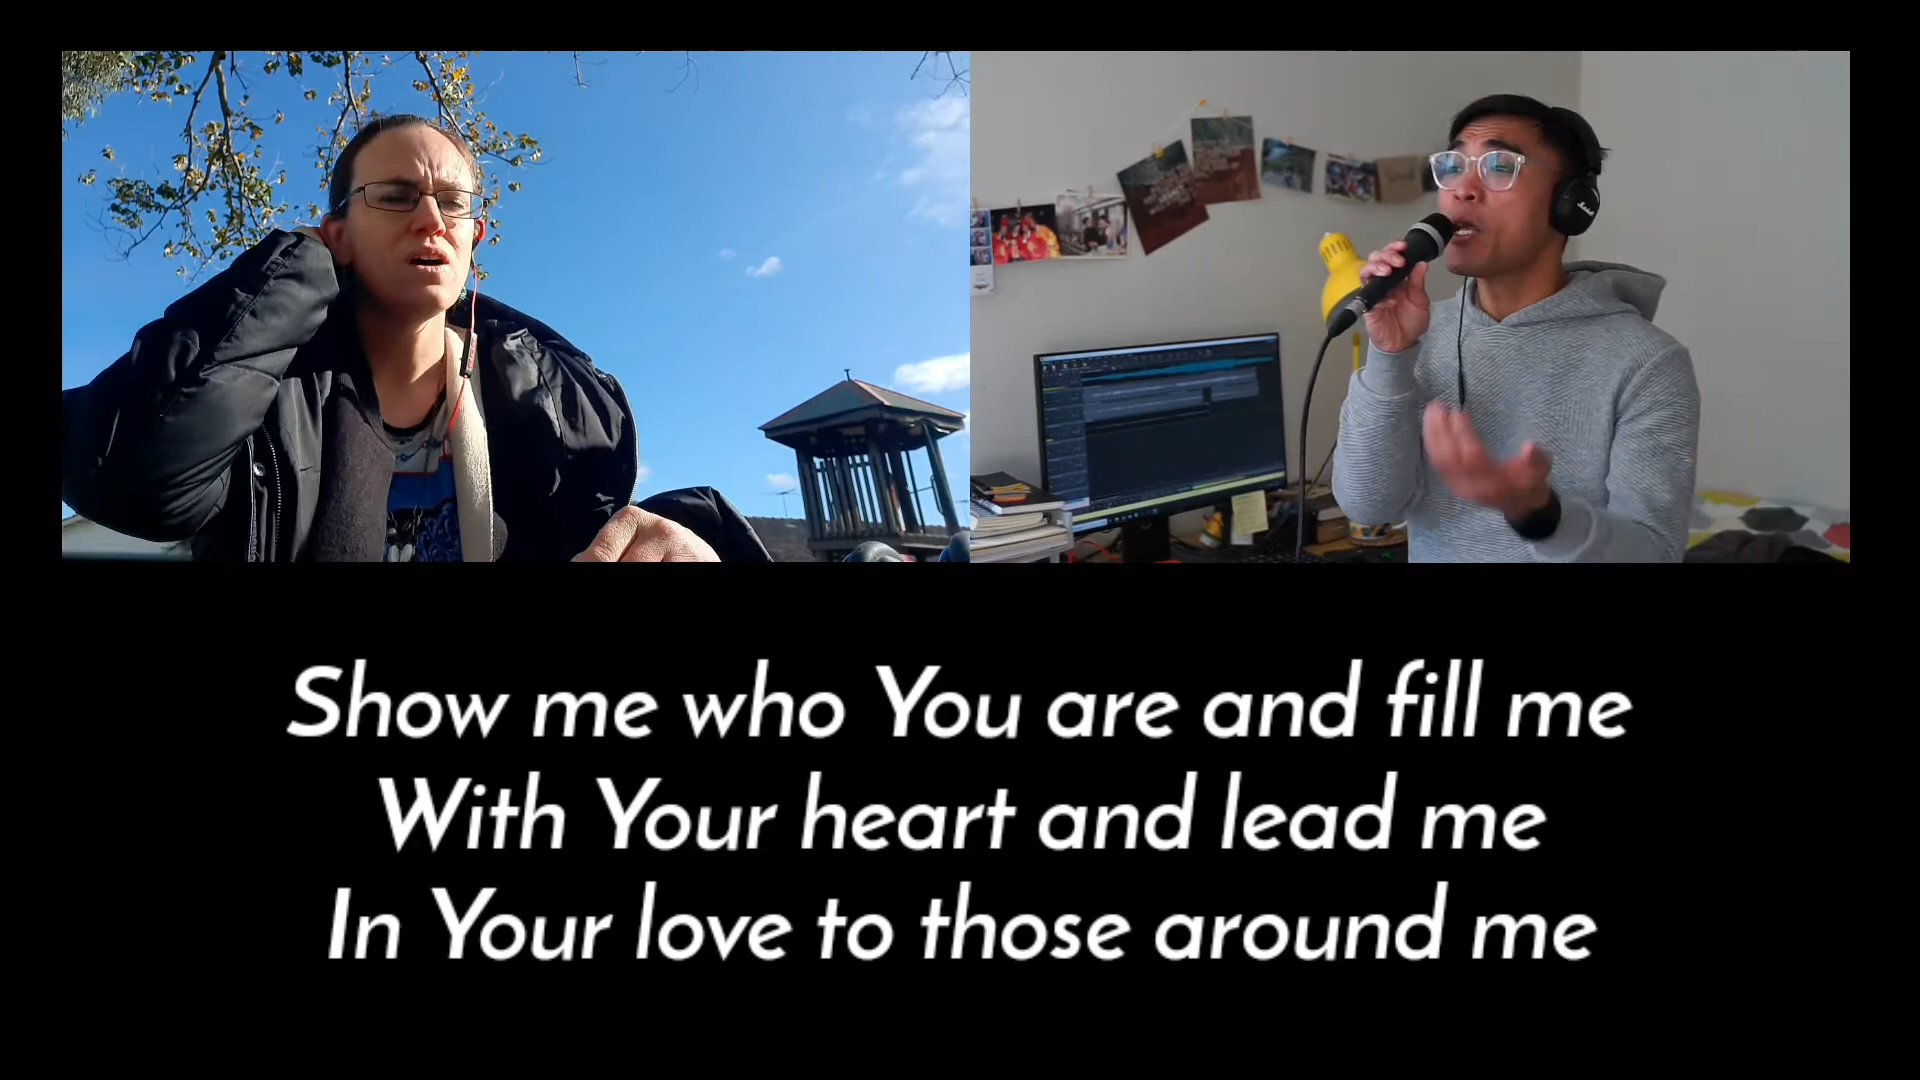 Show me who You are and fill me
With Your heart and lead me
In Your love to those around me